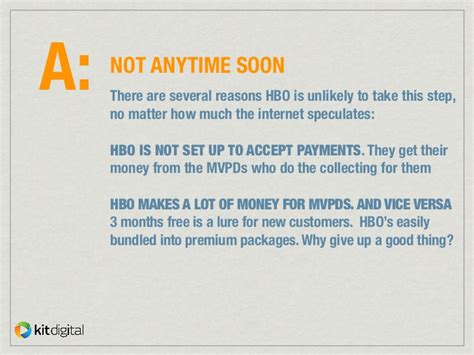 A:
NOT ANYTIME SOON
There are several reasons HBO is unlikely to take this step,
no matter how much the internet speculates:
HBO IS NOT SET UP TO ACCEPT PAYMENTS. They get their
money from the MVPDs who do the collecting for them
HBO MAKES A LOT OF MONEY FOR MVPDS. AND VICE VERSA
3 months free is a lure for new customers. HBO's easily
bundled into premium packages. Why give up a good thing?
kitdigital